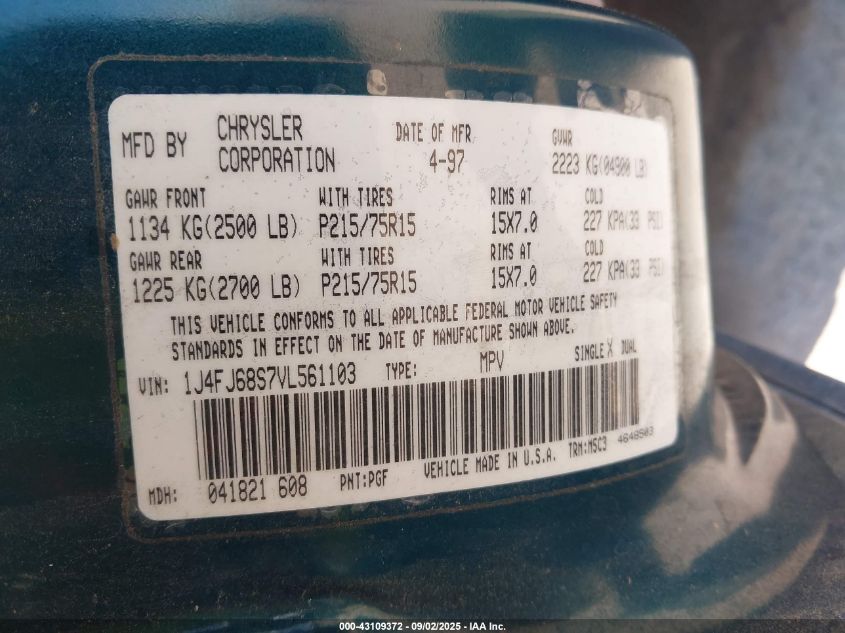 MFD BY CHRYSLER CORPORATION DATE OF MFR 4-97 GVWR 2223 KG(04900 LB)
GAWR FRONT WITH TIRES RIMS AT COLD
1134 KG(2500 LB) P215/75R15 15X7.0 227 KPA(33 PSI)
GAWR REAR WITH TIRES RIMS AT COLD
1225 KG(2700 LB) P215/75R15 15X7.0 227 KPA(33 PSI)
THIS VEHICLE CONFORMS TO ALL APPLICABLE FEDERAL MOTOR VEHICLE SAFETY
STANDARDS IN EFFECT ON THE DATE OF MANUFACTURE SHOWN ABOVE.
VIN: 1J4FJ68S7VL561103 TYPE: MPV SINGLE X DUAL
MDH: 041821 608 PNT:PGF VEHICLE MADE IN U.S.A. TRM:M5C3 4648503
000-43109372 - 09/02/2025 - IAA Inc.